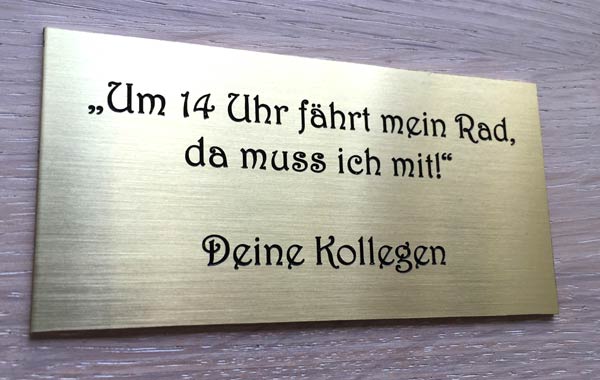 „Um 14 Uhr fährt mein Rad,
da muss ich mit!“
Deine Kollegen